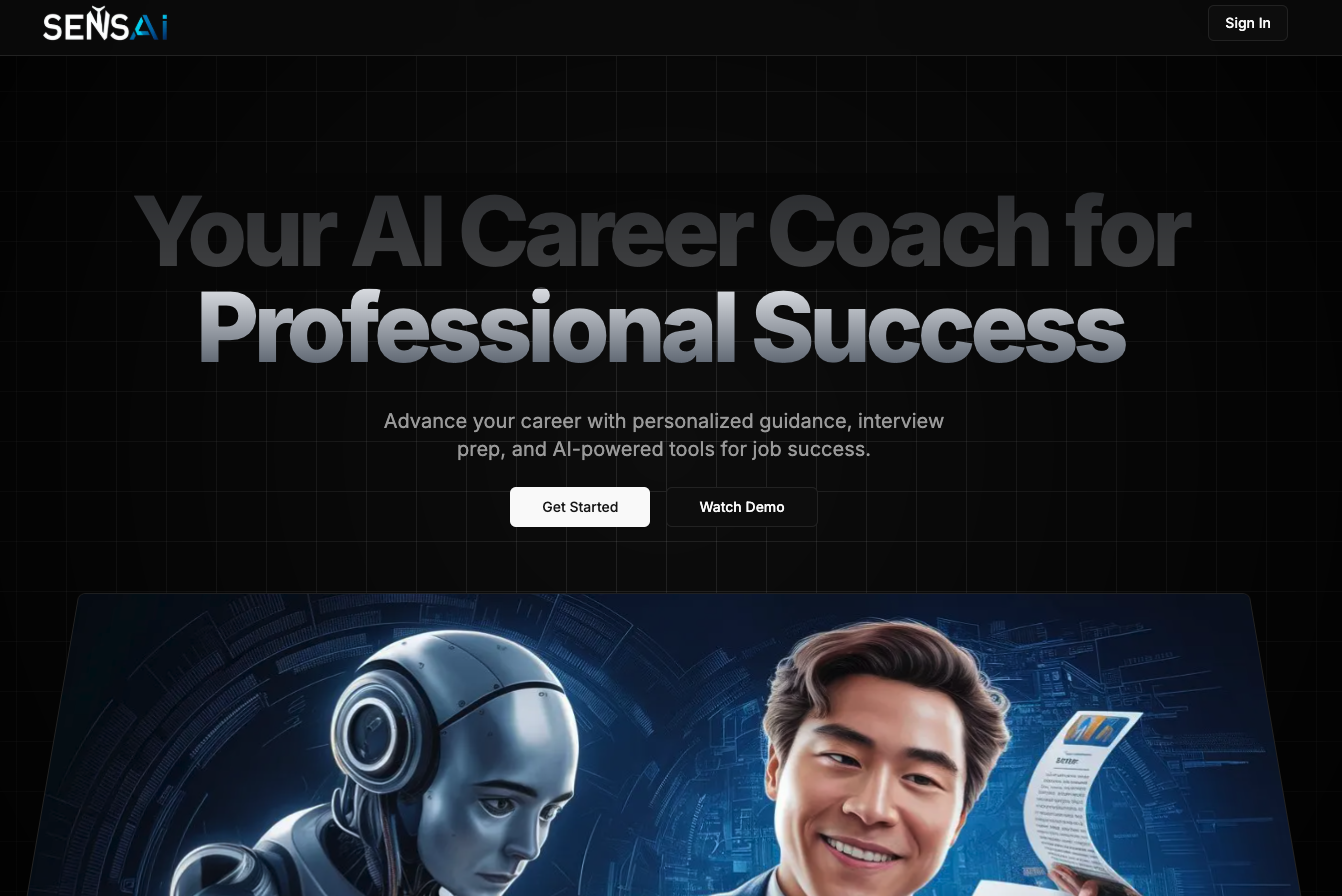 SENSAi
Sign In
Your AI Career Coach for
Professional Success
Advance your career with personalized guidance, interview
prep, and AI-powered tools for job success.
Get Started
Watch Demo